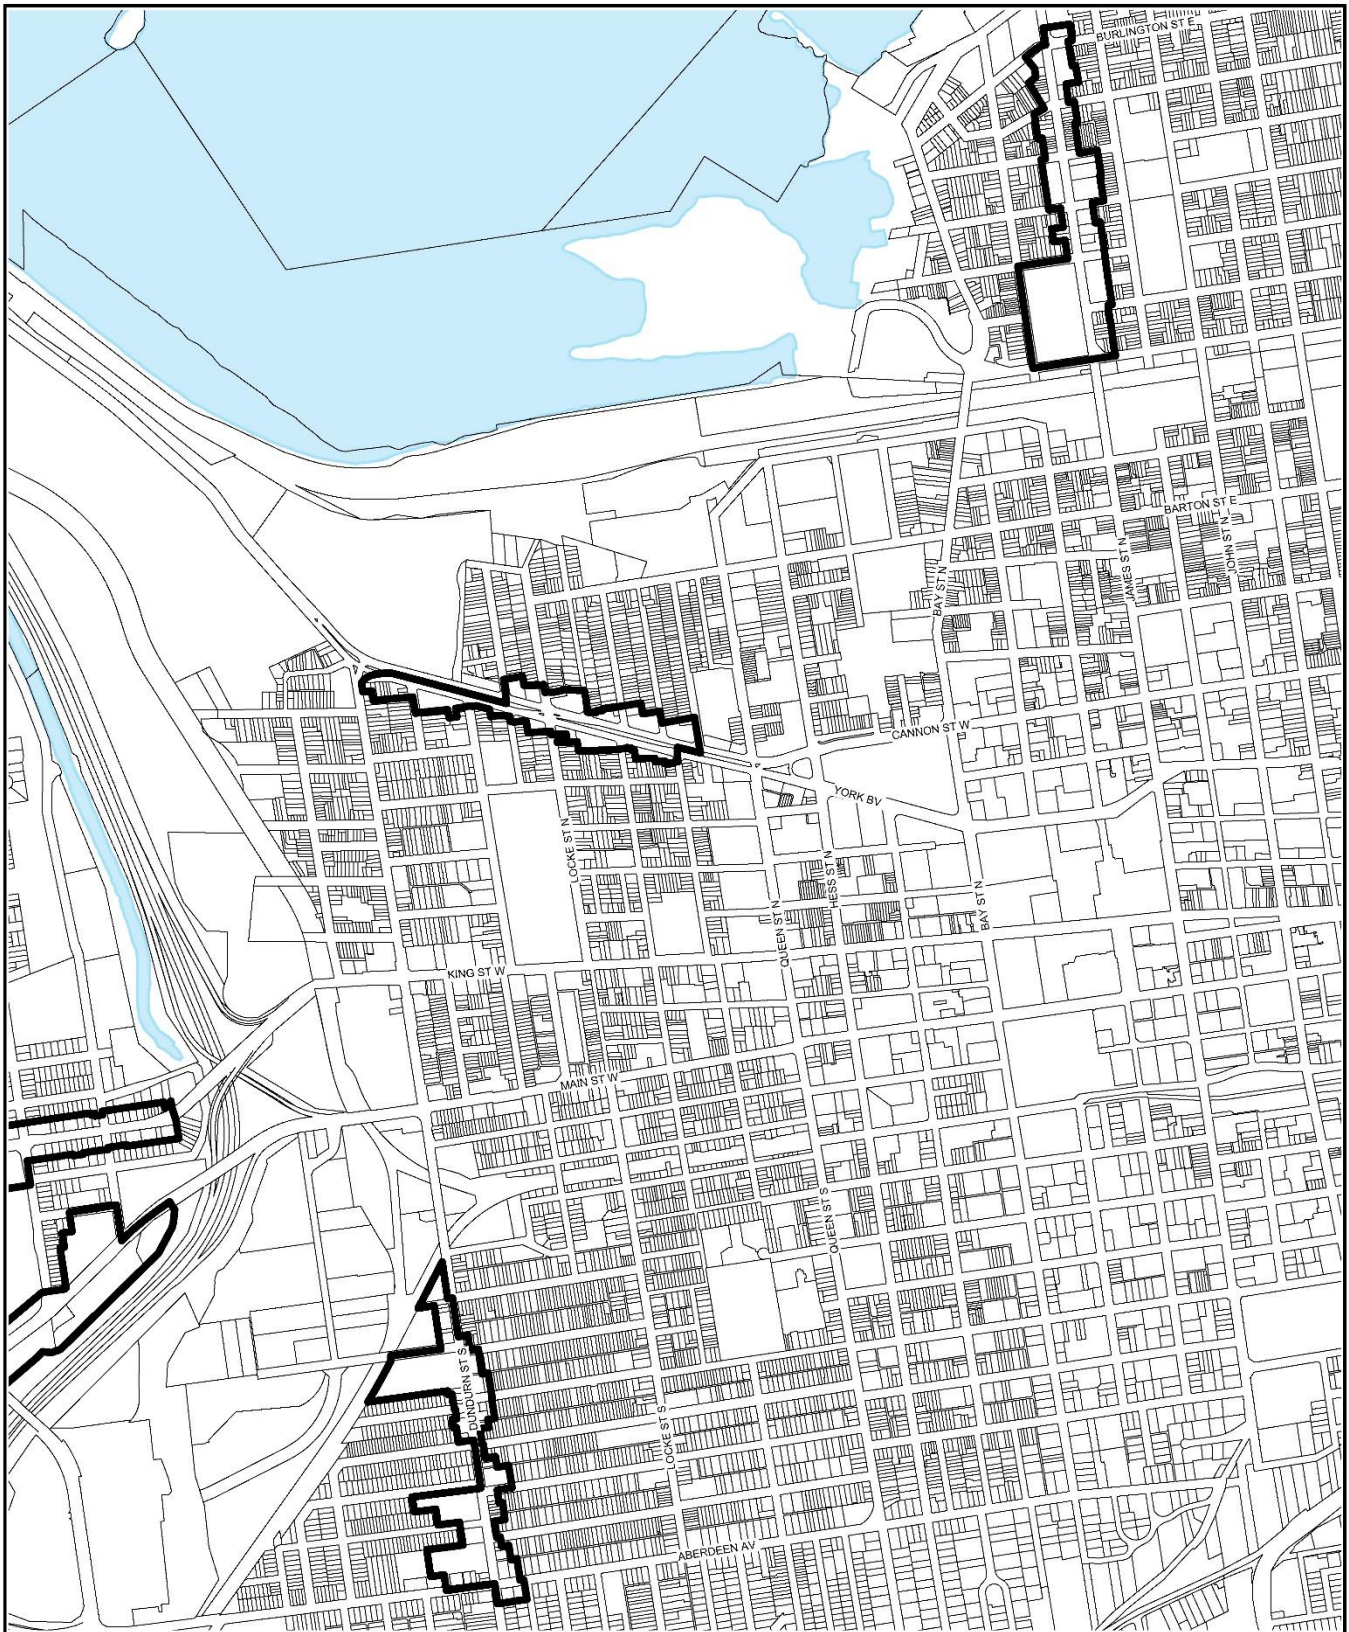 BURLINGTON ST E
BARTON ST E
JOHN ST N
JAMES ST N
BAY ST N
CANNON ST W
YORK BV
LOCKE ST N
HESS ST N
BAY ST N
QUEEN ST N
KING ST W
MAIN ST W
QUEEN ST S
DUNDURN ST S
LOCKE ST S
ABERDEEN AV